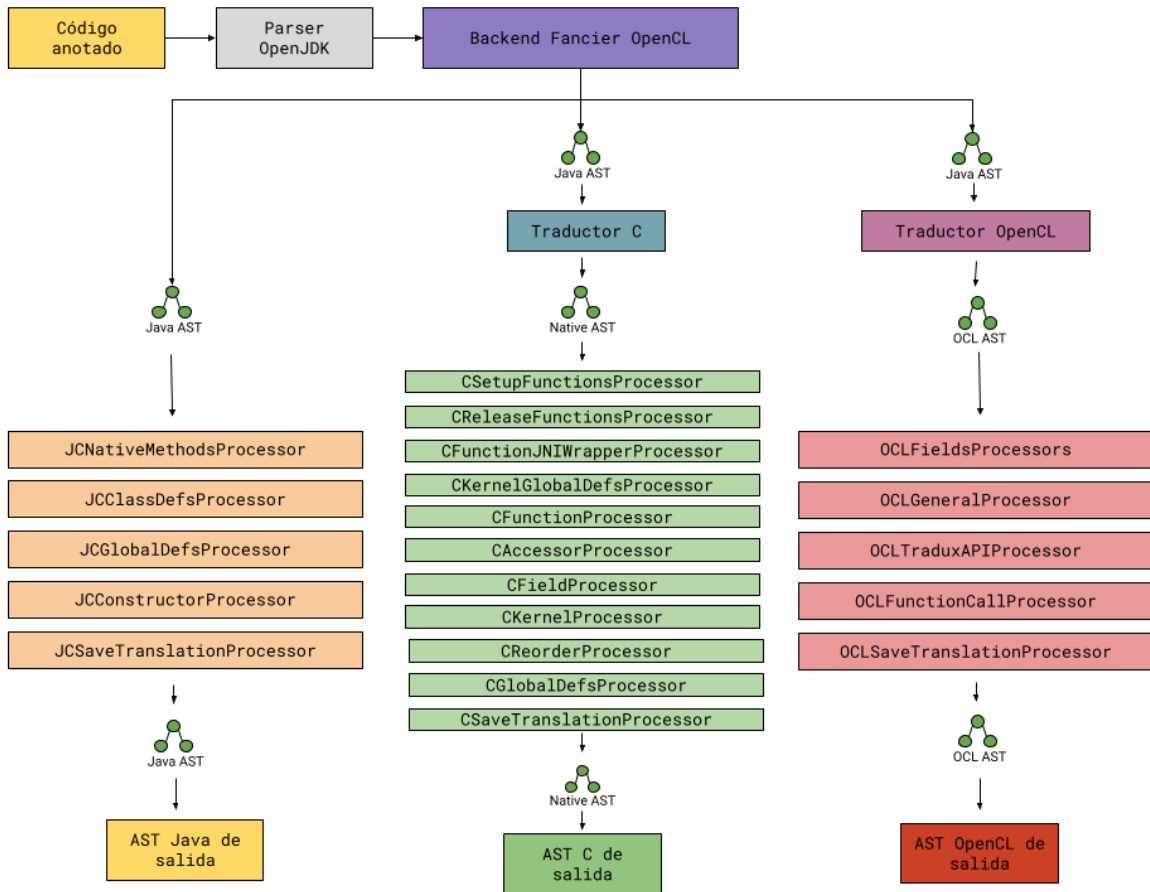 Código
anotado
Parser
OpenJDK
Backend Fancier OpenCL
Java AST
Java AST
Traductor C
Traductor OpenCL
Java AST
Native AST
OCL AST
JCNativeMethodsProcessor
JCClassDefsProcessor
JCGlobalDefsProcessor
JCConstructorProcessor
JCSaveTranslationProcessor
Java AST
AST Java de
salida
CSetupFunctionsProcessor
CReleaseFunctionsProcessor
CFunctionJNIWrapperProcessor
CKernelGlobalDefsProcessor
CFunctionProcessor
CAccessorProcessor
CFieldProcessor
CKernelProcessor
CReorderProcessor
CGlobalDefsProcessor
CSaveTranslationProcessor
Native AST
AST C de
salida
OCLFieldsProcessors
OCLGeneralProcessor
OCLTraduxAPIProcessor
OCLFunctionCallProcessor
OCLSaveTranslationProcessor
OCL AST
AST OpenCL de
salida